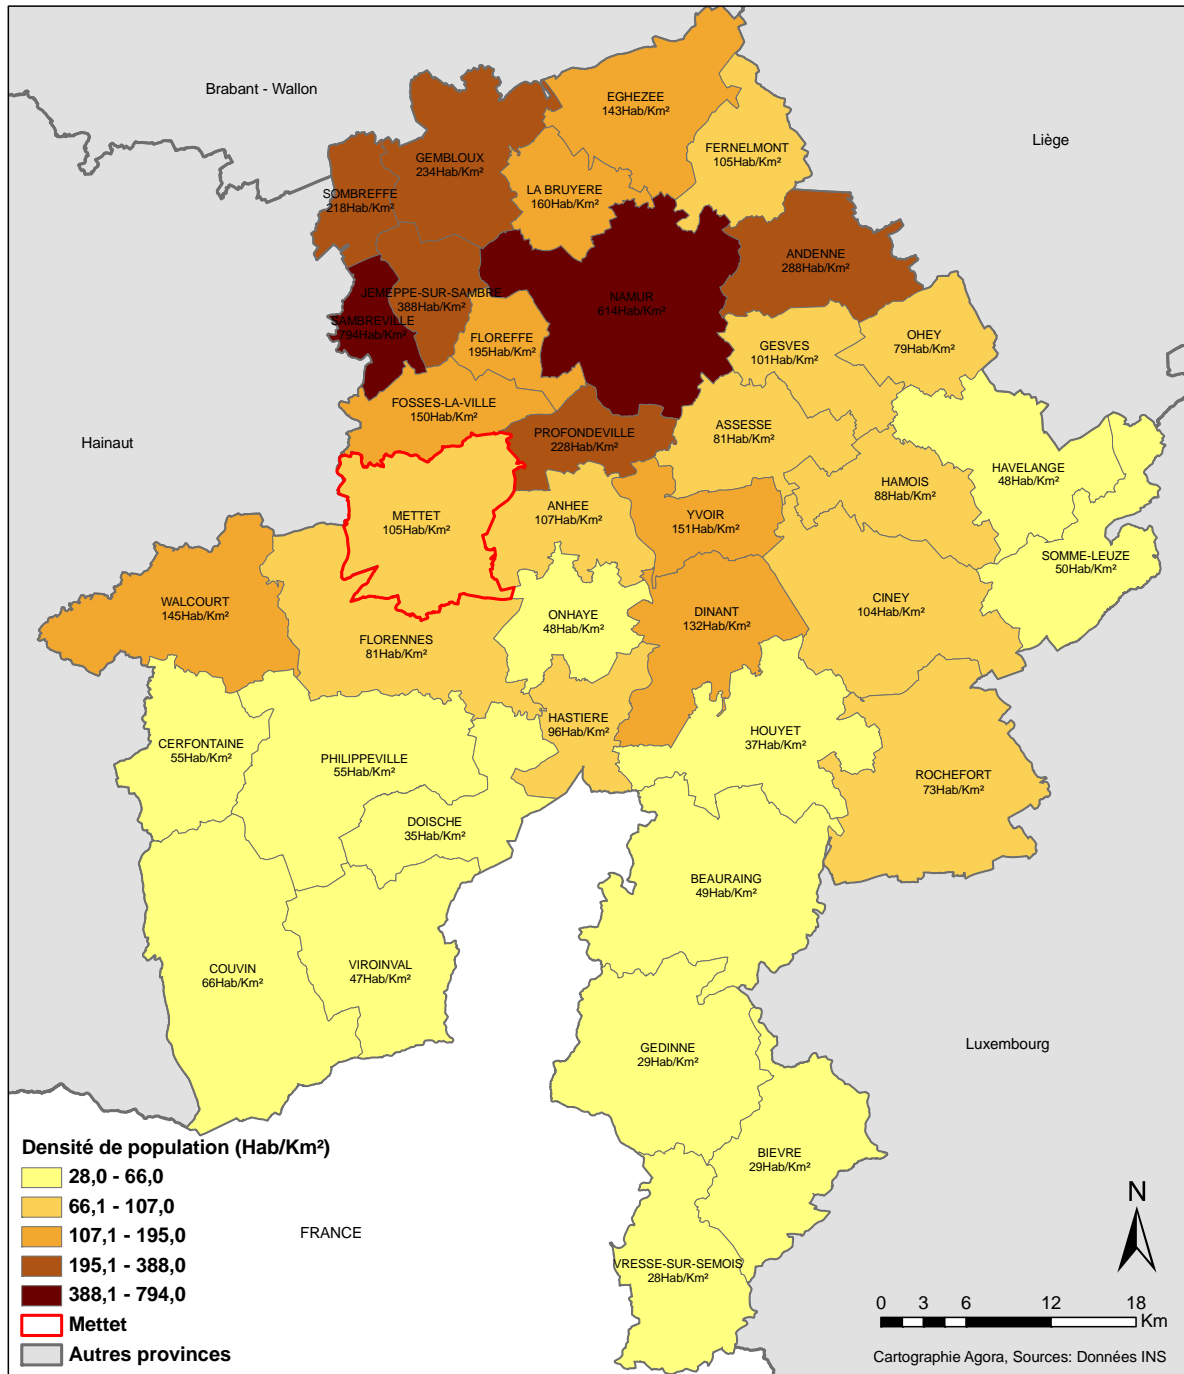 Brabant - Wallon
EGHEZEE
143Hab/Km²
Liège
FERNELMONT
105Hab/Km²
GEMBLOUX
234Hab/Km²
LA BRUYERE
160Hab/Km²
SOMBREFFE
218Hab/Km²
ANDENNE
288Hab/Km²
JEMEPPE-SUR-SAMBRE
388Hab/Km²
NAMUR
614Hab/Km²
SAMBREVILLE
794Hab/Km²
FLOREFFE
195Hab/Km²
GESVES
101Hab/Km²
OHEY
79Hab/Km²
FOSSES-LA-VILLE
150Hab/Km²
Hainaut
PROFONDEVILLE
228Hab/Km²
ASSESSE
81Hab/Km²
HAVELANGE
48Hab/Km²
HAMOIS
88Hab/Km²
METTET
105Hab/Km²
ANHEE
107Hab/Km²
YVOIR
151Hab/Km²
SOMME-LEUZE
50Hab/Km²
WALCOURT
145Hab/Km²
ONHAYE
48Hab/Km²
DINANT
132Hab/Km²
CINEY
104Hab/Km²
FLORENNES
81Hab/Km²
HASTIERE
96Hab/Km²
HOUYET
37Hab/Km²
CERFONTAINE
55Hab/Km²
PHILIPPEVILLE
55Hab/Km²
ROCHEFORT
73Hab/Km²
DOISCHE
35Hab/Km²
BEAURAING
49Hab/Km²
COUVIN
66Hab/Km²
VIROINVAL
47Hab/Km²
GEDINNE
29Hab/Km²
Luxembourg
BIEVRE
29Hab/Km²
VRESSE-SUR-SEMOIS
28Hab/Km²
FRANCE
Densité de population (Hab/Km²)
28,0 - 66,0
66,1 - 107,0
107,1 - 195,0
195,1 - 388,0
388,1 - 794,0
Mettet
Autres provinces
N
0 3 6 12 18
Km
Cartographie Agora, Sources: Données INS